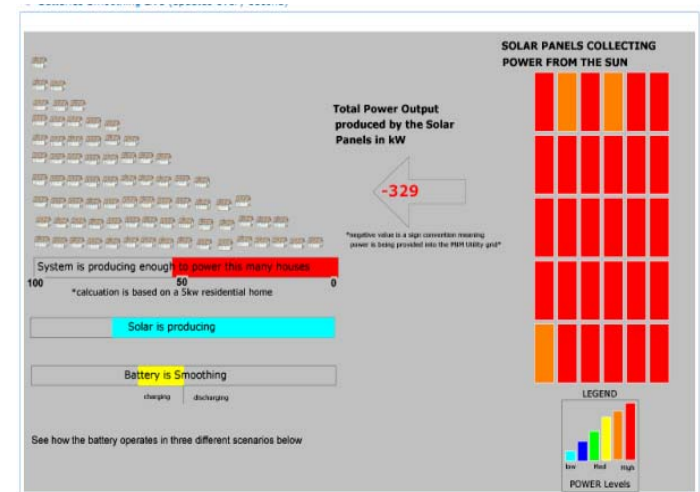 SOLAR PANELS COLLECTING
POWER FROM THE SUN
Total Power Output
produced by the Solar
Panels in kW
-329
*negetive value is a sign convention meaning
power is being provided into the PNM Utility grid*
System is producing enough to power this many houses
100 50 0
*calcuation is based on a 5kw residential home
Solar is producing
Battery is Smoothing
charging discharging
See how the battery operates in three different scenarios below
LEGEND
low Med High
POWER Levels